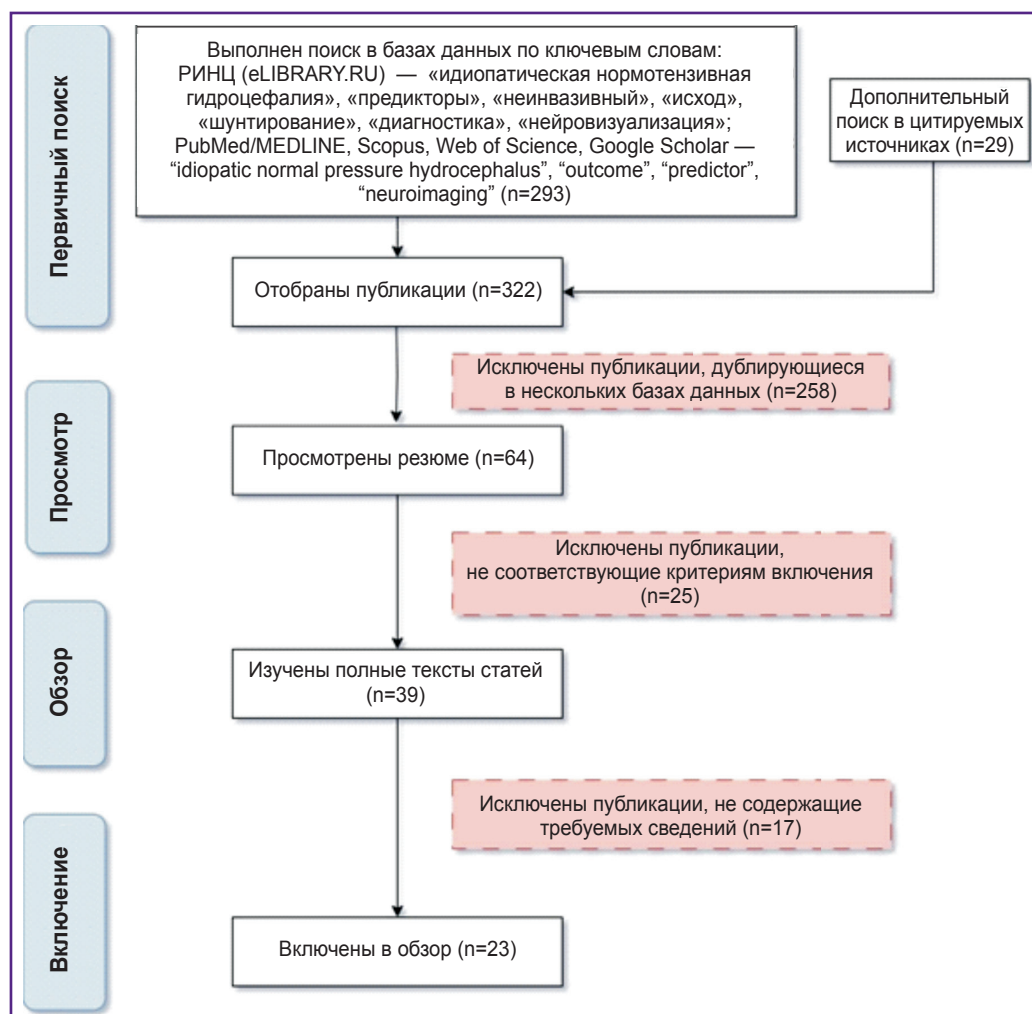 Первичный поиск
Выполнен поиск в базах данных по ключевым словам:
РИНЦ (eLIBRARY.RU) — «идиопатическая нормотензивная
гидроцефалия», «предикторы», «неинвазивный», «исход»,
«шунтирование», «диагностика», «нейровизуализация»;
PubMed/MEDLINE, Scopus, Web of Science, Google Scholar —
“idiopatic normal pressure hydrocephalus”, “outcome”, “predictor”,
“neuroimaging” (n=293)
Дополнительный
поиск в цитируемых
источниках (n=29)
Отобраны публикации (n=322)
Исключены публикации, дублирующиеся
в нескольких базах данных (n=258)
Просмотр
Просмотрены резюме (n=64)
Исключены публикации,
не соответствующие критериям включения
(n=25)
Обзор
Изучены полные тексты статей
(n=39)
Исключены публикации, не содержащие
требуемых сведений (n=17)
Включение
Включены в обзор (n=23)